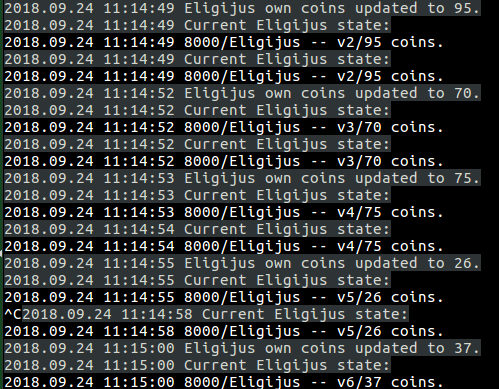 2018.09.24 11:14:49 Eligijus own coins updated to 95.
2018.09.24 11:14:49 Current Eligijus state:
2018.09.24 11:14:49 8000/Eligijus -- v2/95 coins.
2018.09.24 11:14:49 Current Eligijus state:
2018.09.24 11:14:49 8000/Eligijus -- v2/95 coins.
2018.09.24 11:14:52 Eligijus own coins updated to 70.
2018.09.24 11:14:52 Current Eligijus state:
2018.09.24 11:14:52 8000/Eligijus -- v3/70 coins.
2018.09.24 11:14:52 Current Eligijus state:
2018.09.24 11:14:52 8000/Eligijus -- v3/70 coins.
2018.09.24 11:14:53 Eligijus own coins updated to 75.
2018.09.24 11:14:53 Current Eligijus state:
2018.09.24 11:14:53 8000/Eligijus -- v4/75 coins.
2018.09.24 11:14:54 Current Eligijus state:
2018.09.24 11:14:54 8000/Eligijus -- v4/75 coins.
2018.09.24 11:14:55 Eligijus own coins updated to 26.
2018.09.24 11:14:55 Current Eligijus state:
2018.09.24 11:14:55 8000/Eligijus -- v5/26 coins.
^C2018.09.24 11:14:58 Current Eligijus state:
2018.09.24 11:14:58 8000/Eligijus -- v5/26 coins.
2018.09.24 11:15:00 Eligijus own coins updated to 37.
2018.09.24 11:15:00 Current Eligijus state:
2018.09.24 11:15:00 8000/Eligijus -- v6/37 coins.